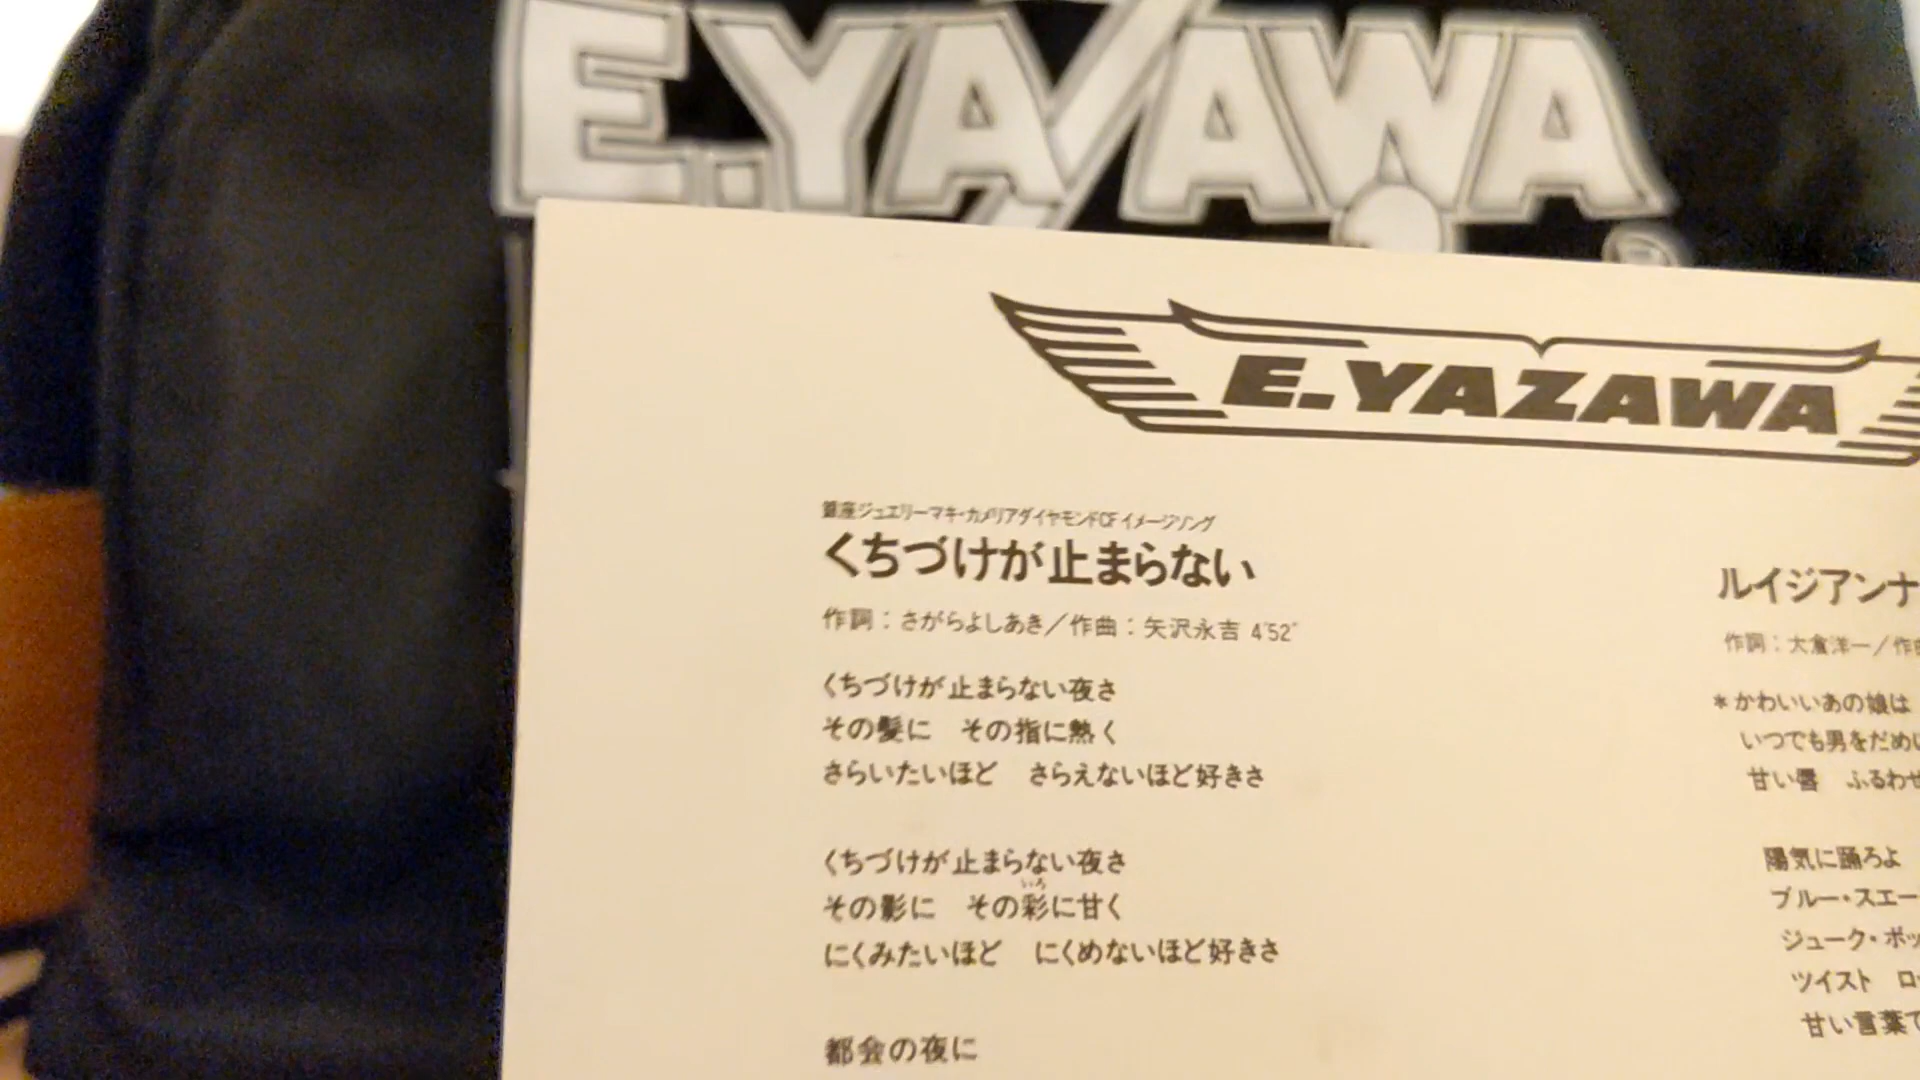 E.YAZAWA
E.YAZAWA
銀座ジュエリーマキ・カメリアダイヤモンドCFイメージソング
くちづけが止まらない
作詞：さがらよしあき／作曲：矢沢永吉 4'52"
くちづけが止まらない夜さ
その髪に　その指に熱く
さらいたいほど　さらえないほど好きさ
くちづけが止まらない夜さ
その影に　その彩に甘く
いろ
にくみたいほど　にくめないほど好きさ
都会の夜に
ルイジアンナ
作詞：大倉洋一／作曲
＊かわいいあの娘は
いつでも男をだめに
甘い唇　ふるわせ
陽気に踊ろよ
ブルー・スエー
ジューク・ボッ
ツイスト　ロ
甘い言葉で